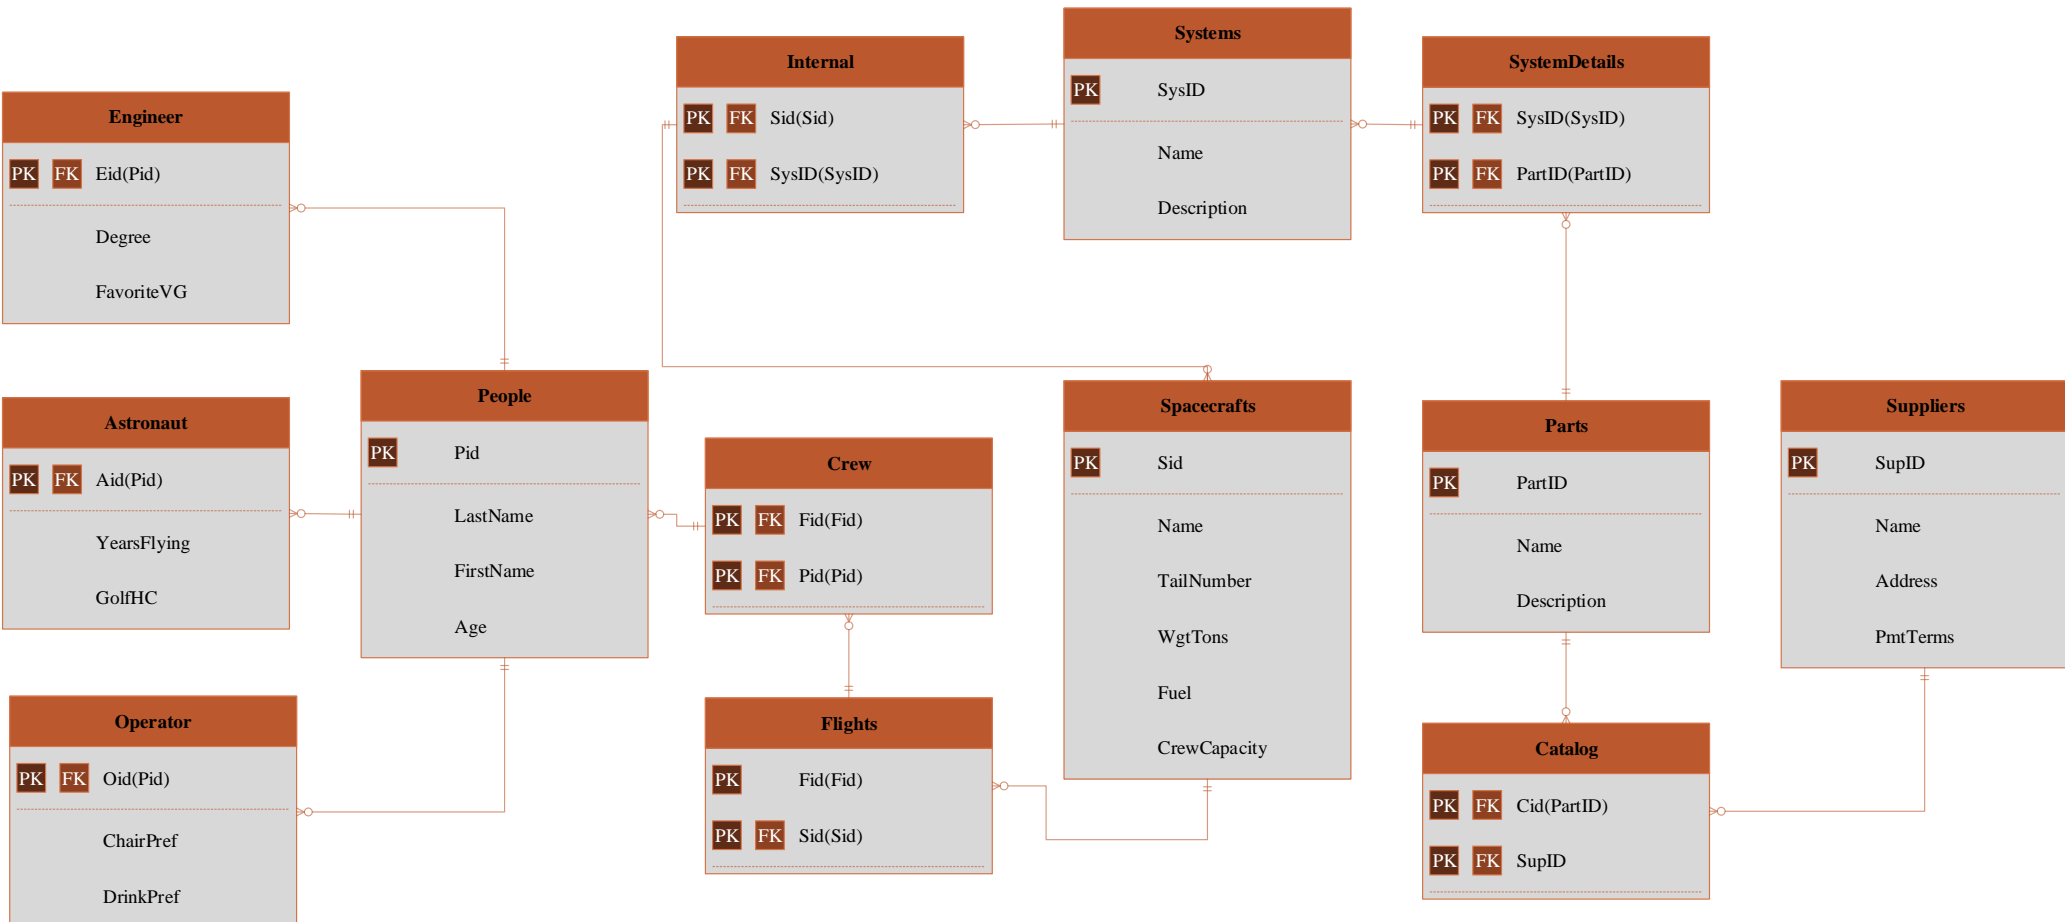 Systems
PK SysID
Name
Description
Internal
PK FK Sid(Sid)
PK FK SysID(SysID)
SystemDetails
PK FK SysID(SysID)
PK FK PartID(PartID)
Engineer
PK FK Eid(Pid)
Degree
FavoriteVG
People
PK Pid
LastName
FirstName
Age
Astronaut
PK FK Aid(Pid)
YearsFlying
GolfHC
Crew
PK FK Fid(Fid)
PK FK Pid(Pid)
Spacecrafts
PK Sid
Name
TailNumber
WgtTons
Fuel
CrewCapacity
Parts
PK PartID
Name
Description
Suppliers
PK SupID
Name
Address
PmtTerms
Operator
PK FK Oid(Pid)
ChairPref
DrinkPref
Flights
PK Fid(Fid)
PK FK Sid(Sid)
Catalog
PK FK Cid(PartID)
PK FK SupID